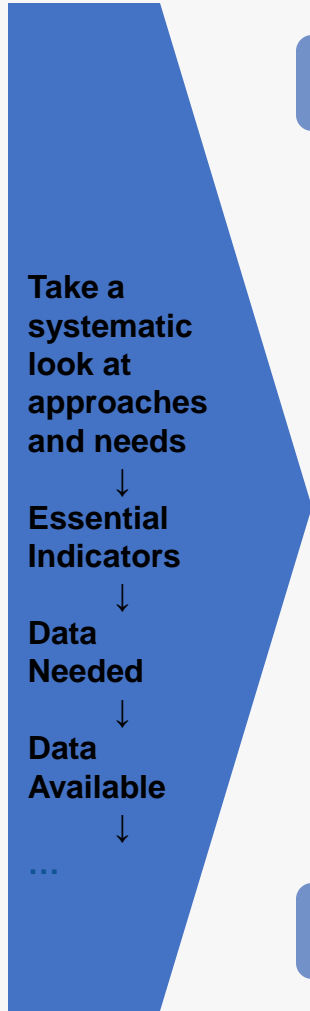 Take a
systematic
look at
approaches
and needs
↓
Essential
Indicators
↓
Data
Needed
↓
Data
Available
↓
…